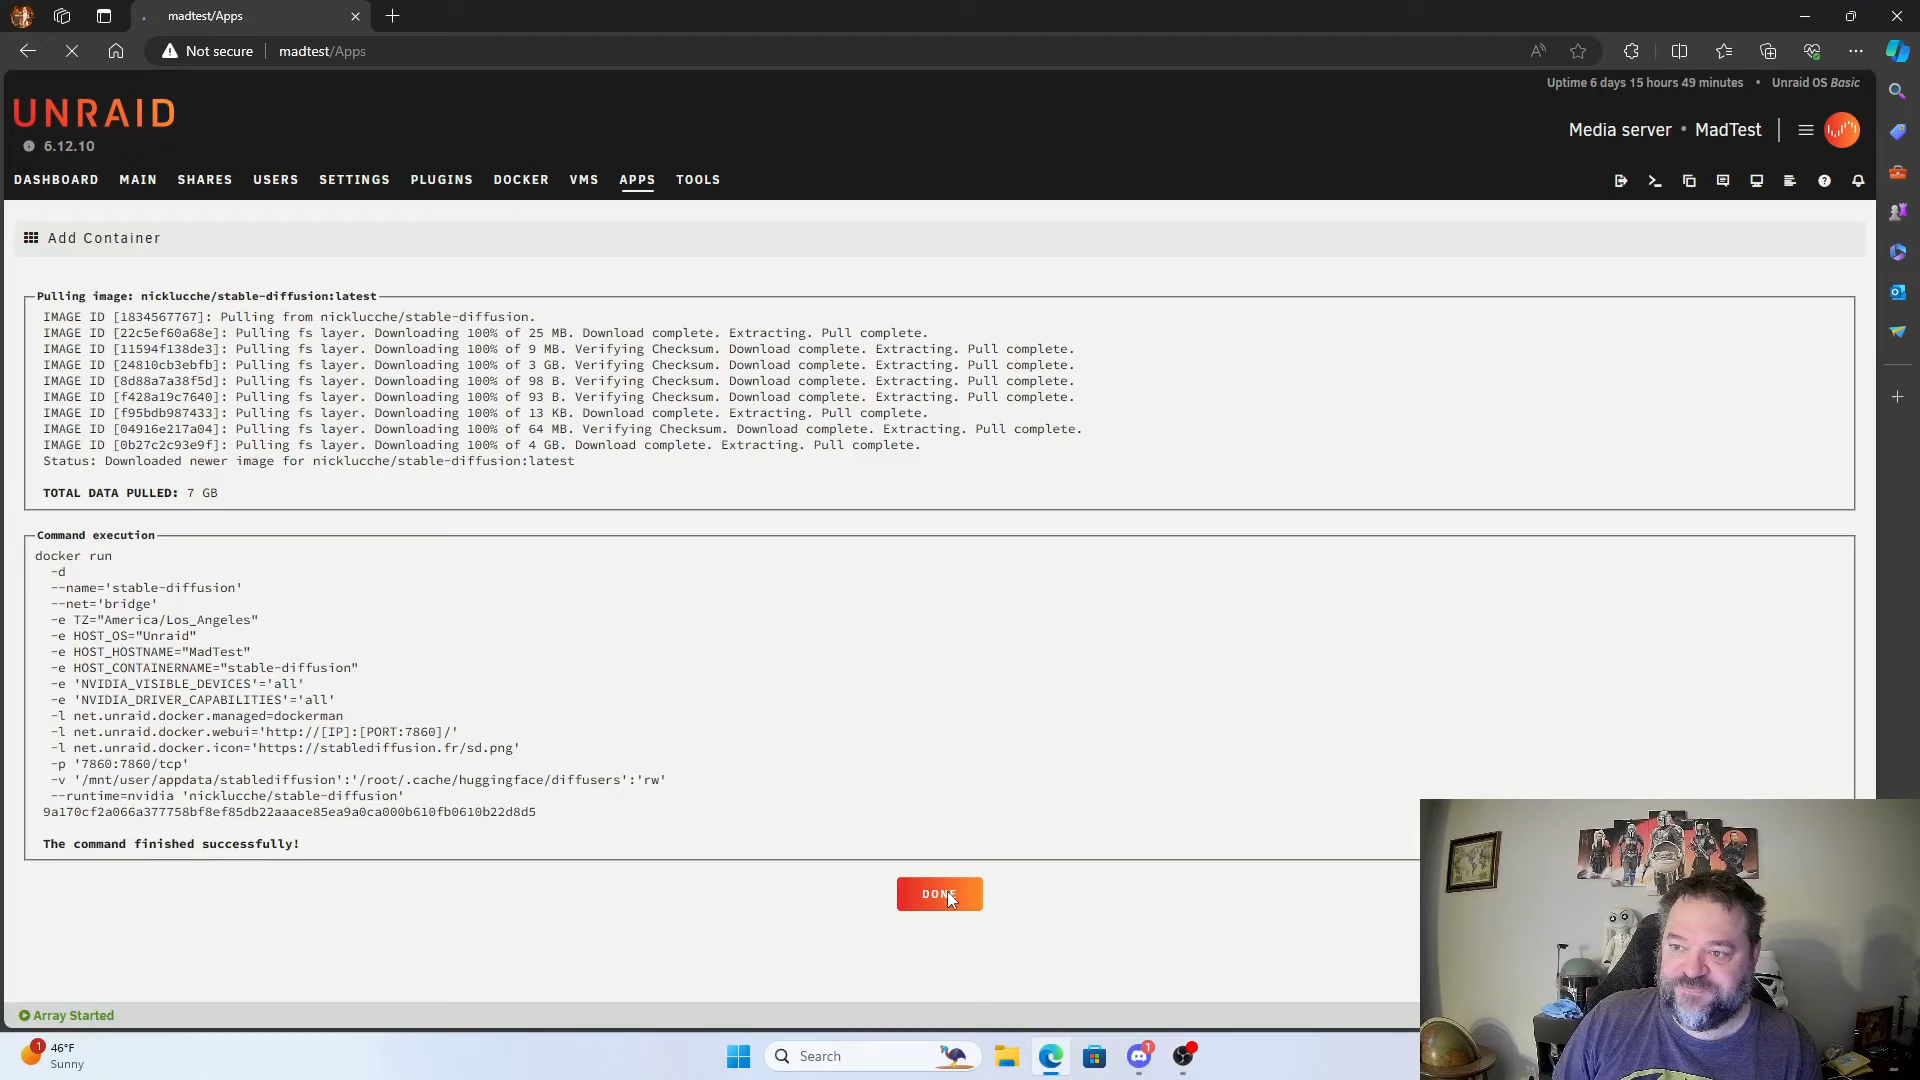 madtest/Apps
Not secure
madtest/Apps
Uptime 6 days 15 hours 49 minutes • Unraid OS Basic
UNRAID
6.12.10
Media server • MadTest
DASHBOARD MAIN SHARES USERS SETTINGS PLUGINS DOCKER VMS APPS TOOLS
Add Container
Pulling image: nicklucche/stable-diffusion:latest
IMAGE ID [1834567767]: Pulling from nicklucche/stable-diffusion.
IMAGE ID [22c5ef60a68e]: Pulling fs layer. Downloading 100% of 25 MB. Download complete. Extracting. Pull complete.
IMAGE ID [11594f138de3]: Pulling fs layer. Downloading 100% of 9 MB. Verifying Checksum. Download complete. Extracting. Pull complete.
IMAGE ID [24810cb3ebfb]: Pulling fs layer. Downloading 100% of 3 GB. Verifying Checksum. Download complete. Extracting. Pull complete.
IMAGE ID [8d88a7a38f5d]: Pulling fs layer. Downloading 100% of 98 B. Verifying Checksum. Download complete. Extracting. Pull complete.
IMAGE ID [f428a19c7640]: Pulling fs layer. Downloading 100% of 93 B. Verifying Checksum. Download complete. Extracting. Pull complete.
IMAGE ID [f95bdb987433]: Pulling fs layer. Downloading 100% of 13 KB. Download complete. Extracting. Pull complete.
IMAGE ID [04916e217a04]: Pulling fs layer. Downloading 100% of 64 MB. Verifying Checksum. Download complete. Extracting. Pull complete.
IMAGE ID [0b27c2c93e9f]: Pulling fs layer. Downloading 100% of 4 GB. Download complete. Extracting. Pull complete.
Status: Downloaded newer image for nicklucche/stable-diffusion:latest
TOTAL DATA PULLED: 7 GB
Command execution
docker run
-d
--name='stable-diffusion'
--net='bridge'
-e TZ="America/Los_Angeles"
-e HOST_OS="Unraid"
-e HOST_HOSTNAME="MadTest"
-e HOST_CONTAINERNAME="stable-diffusion"
-e 'NVIDIA_VISIBLE_DEVICES'='all'
-e 'NVIDIA_DRIVER_CAPABILITIES'='all'
-l net.unraid.docker.managed=dockerman
-l net.unraid.docker.webui='http://[IP]:[PORT:7860]/'
-l net.unraid.docker.icon='https://stablediffusion.fr/sd.png'
-p '7860:7860/tcp'
-v '/mnt/user/appdata/stablediffusion':'/root/.cache/huggingface/diffusers':'rw'
--runtime=nvidia 'nicklucche/stable-diffusion'
9a170cf2a066a377758bf8ef85db22aaace85ea9a0ca000b610fb0610b22d8d5
The command finished successfully!
DONE
Array Started
1
46°F
Sunny
Search
1